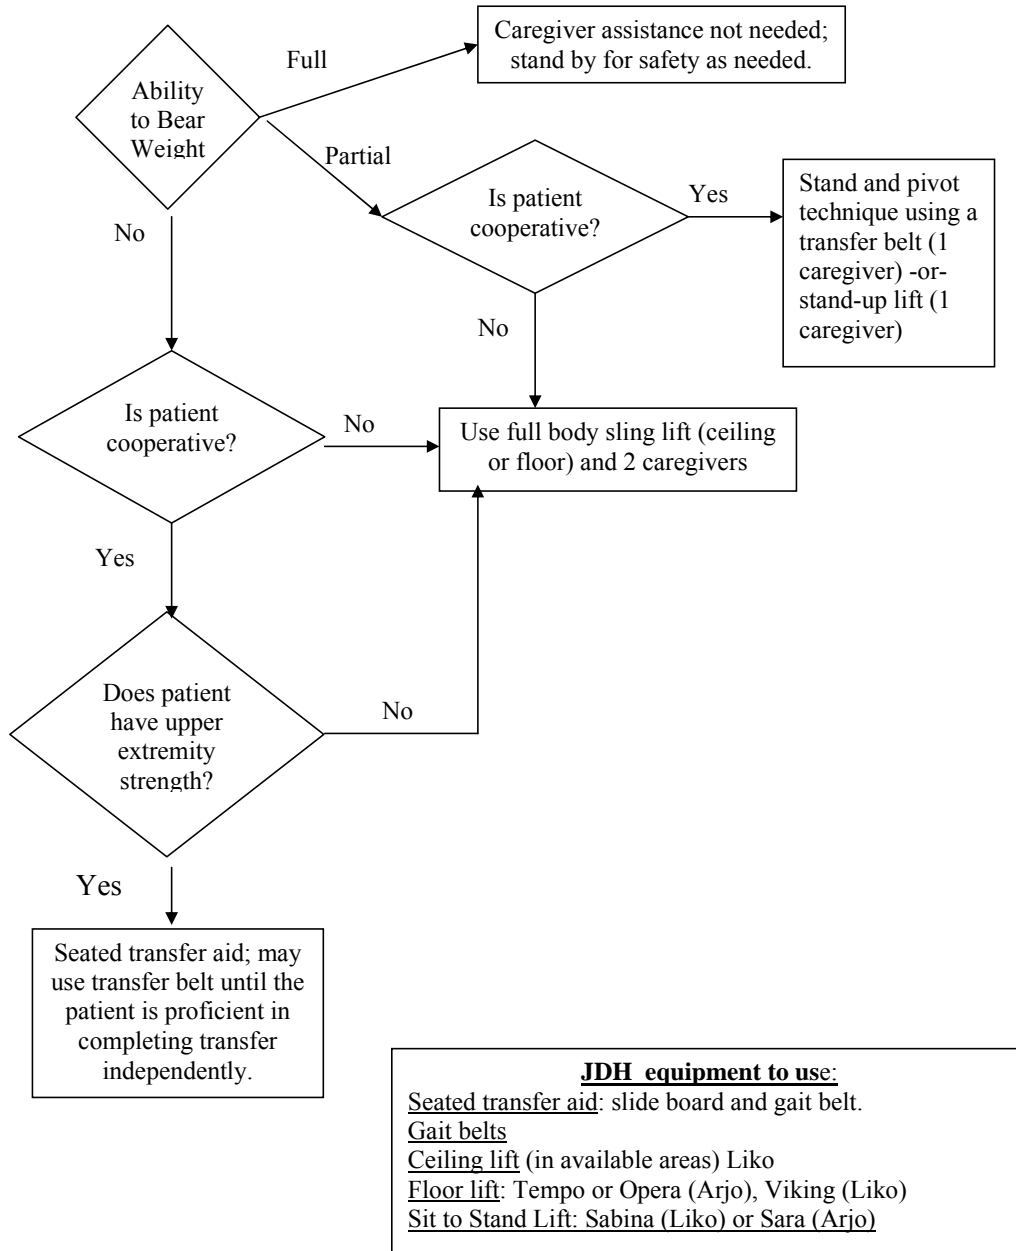 Caregiver assistance not needed;
stand by for safety as needed.
Full
Ability
to Bear
Weight
Partial
Is patient
cooperative?
Yes
Stand and pivot
technique using a
transfer belt (1
caregiver) -or-
stand-up lift (1
caregiver)
No
No
Is patient
cooperative?
No
Use full body sling lift (ceiling
or floor) and 2 caregivers
Yes
Does patient
have upper
extremity
strength?
No
Yes
Seated transfer aid; may
use transfer belt until the
patient is proficient in
completing transfer
independently.
JDH equipment to use:
Seated transfer aid: slide board and gait belt.
Gait belts
Ceiling lift (in available areas) Liko
Floor lift: Tempo or Opera (Arjo), Viking (Liko)
Sit to Stand Lift: Sabina (Liko) or Sara (Arjo)